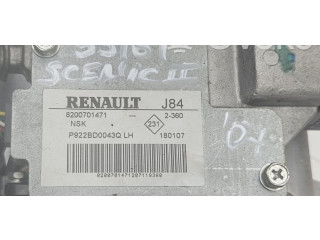 SCENIC II
RENAULT J84
8200701471 --- 2-360
NSK 231
P922BD0043Q LH 180107